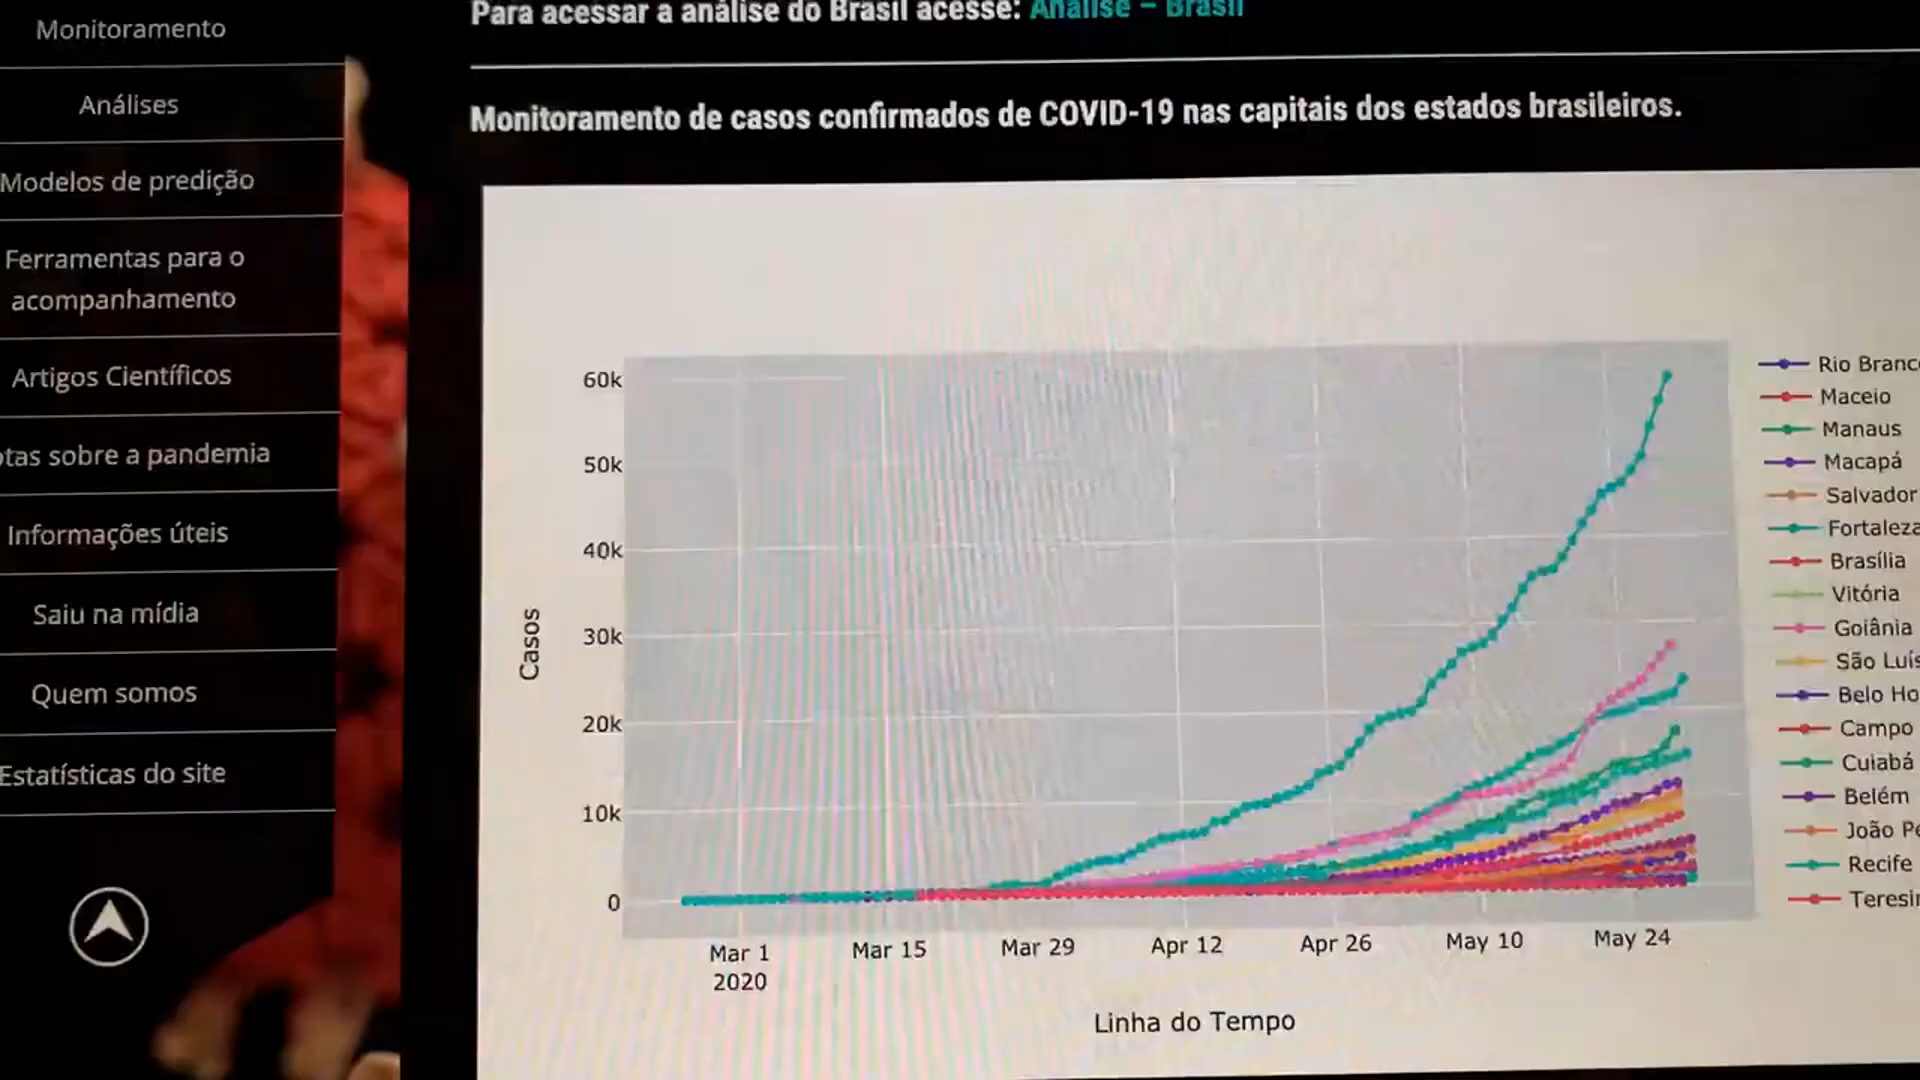 Monitoramento
Análises
Modelos de predição
Ferramentas para o
acompanhamento
Artigos Científicos
otas sobre a pandemia
Informações úteis
Saiu na mídia
Quem somos
Estatísticas do site
Para acessar a análise do Brasil acesse: Análise – Brasil
Monitoramento de casos confirmados de COVID-19 nas capitais dos estados brasileiros.
60k
50k
40k
30k
20k
10k
0
Casos
Mar 1
2020
Mar 15
Mar 29
Apr 12
Apr 26
May 10
May 24
Linha do Tempo
Rio Branc
Maceio
Manaus
Macapá
Salvador
Fortaleza
Brasília
Vitória
Goiânia
São Luís
Belo Ho
Campo
Cuiabá
Belém
João Pe
Recife
Teresin